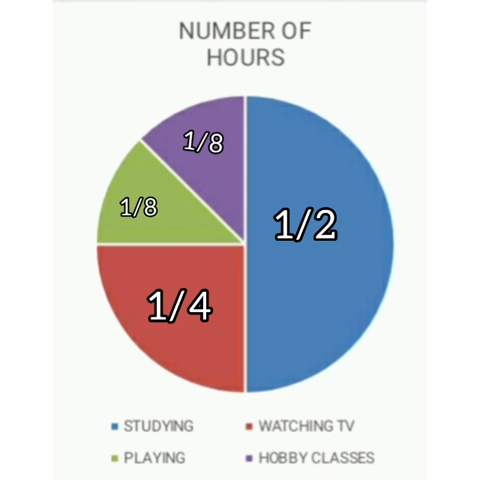 NUMBER OF
HOURS
1/8
1/8
1/2
1/4
STUDYING
WATCHING TV
PLAYING
HOBBY CLASSES